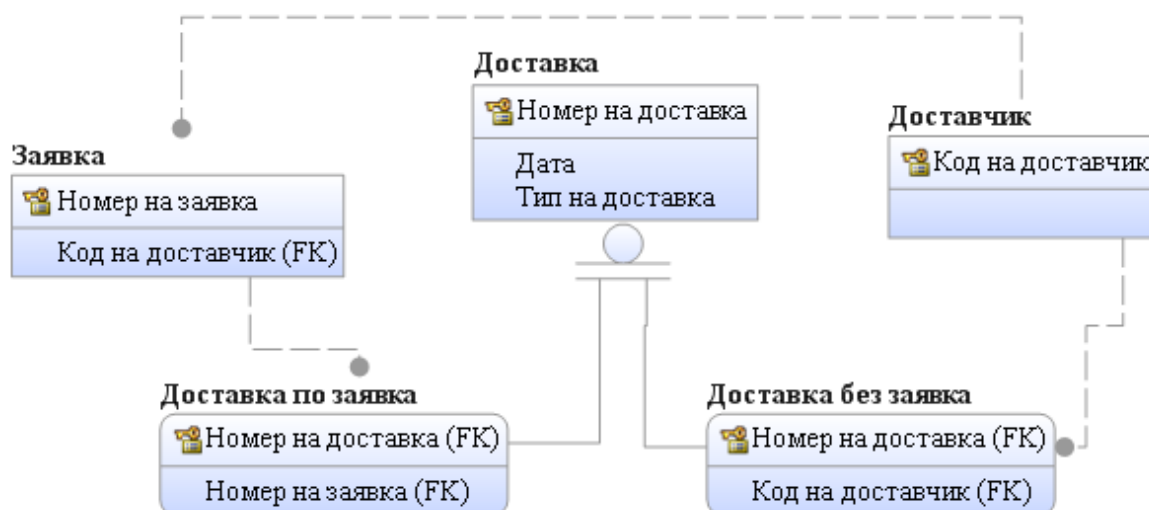 Доставка
Номер на доставка
Дата
Тип на доставка
Доставчик
Код на доставчик
Заявка
Номер на заявка
Код на доставчик (FK)
Доставка по заявка
Номер на доставка (FK)
Номер на заявка (FK)
Доставка без заявка
Номер на доставка (FK)
Код на доставчик (FK)